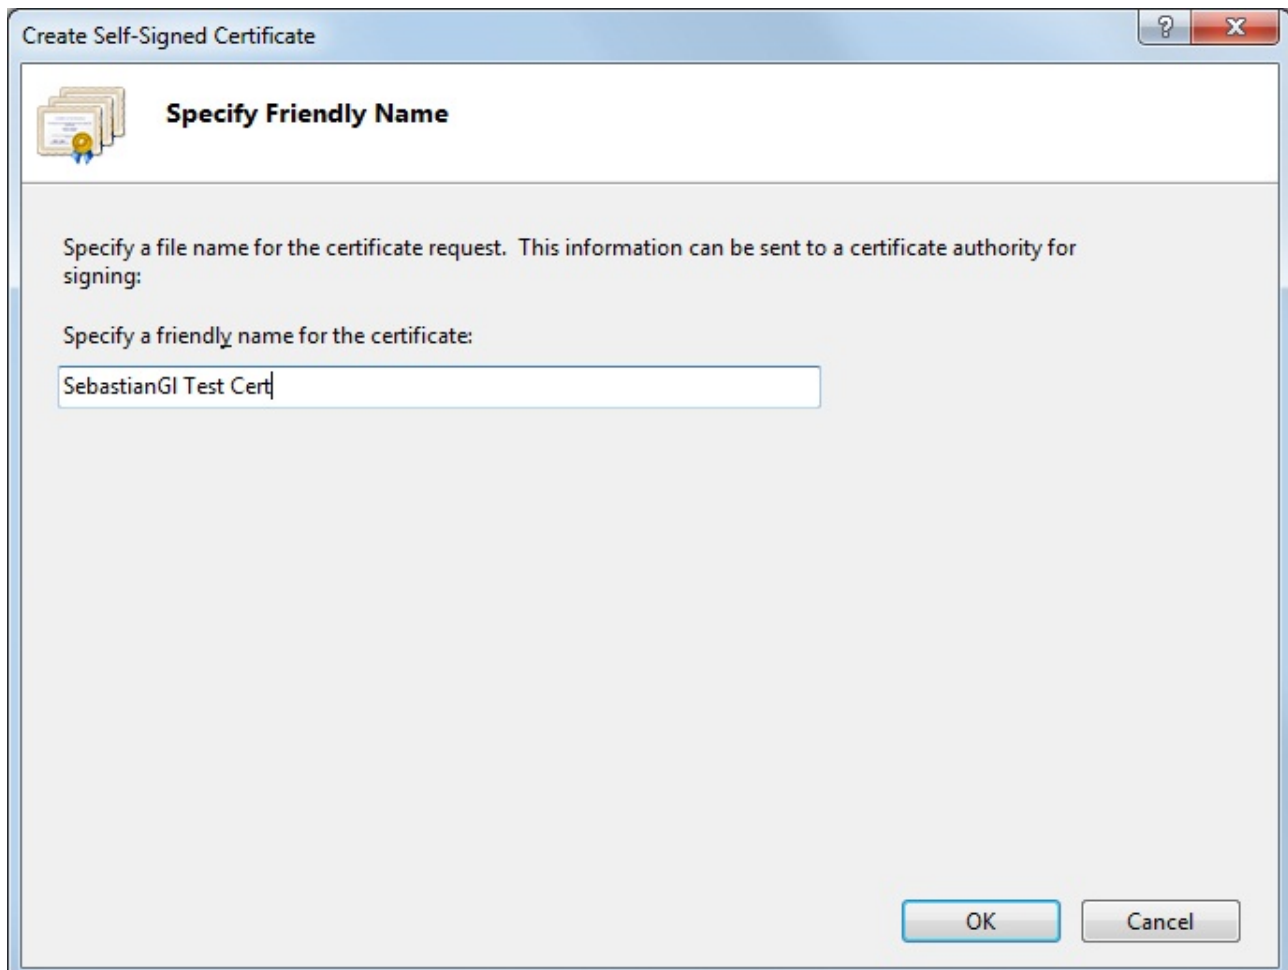 Create Self-Signed Certificate
Specify Friendly Name
Specify a file name for the certificate request.  This information can be sent to a certificate authority for
signing:
Specify a friendly name for the certificate:
SebastianGl Test Cert
OK
Cancel